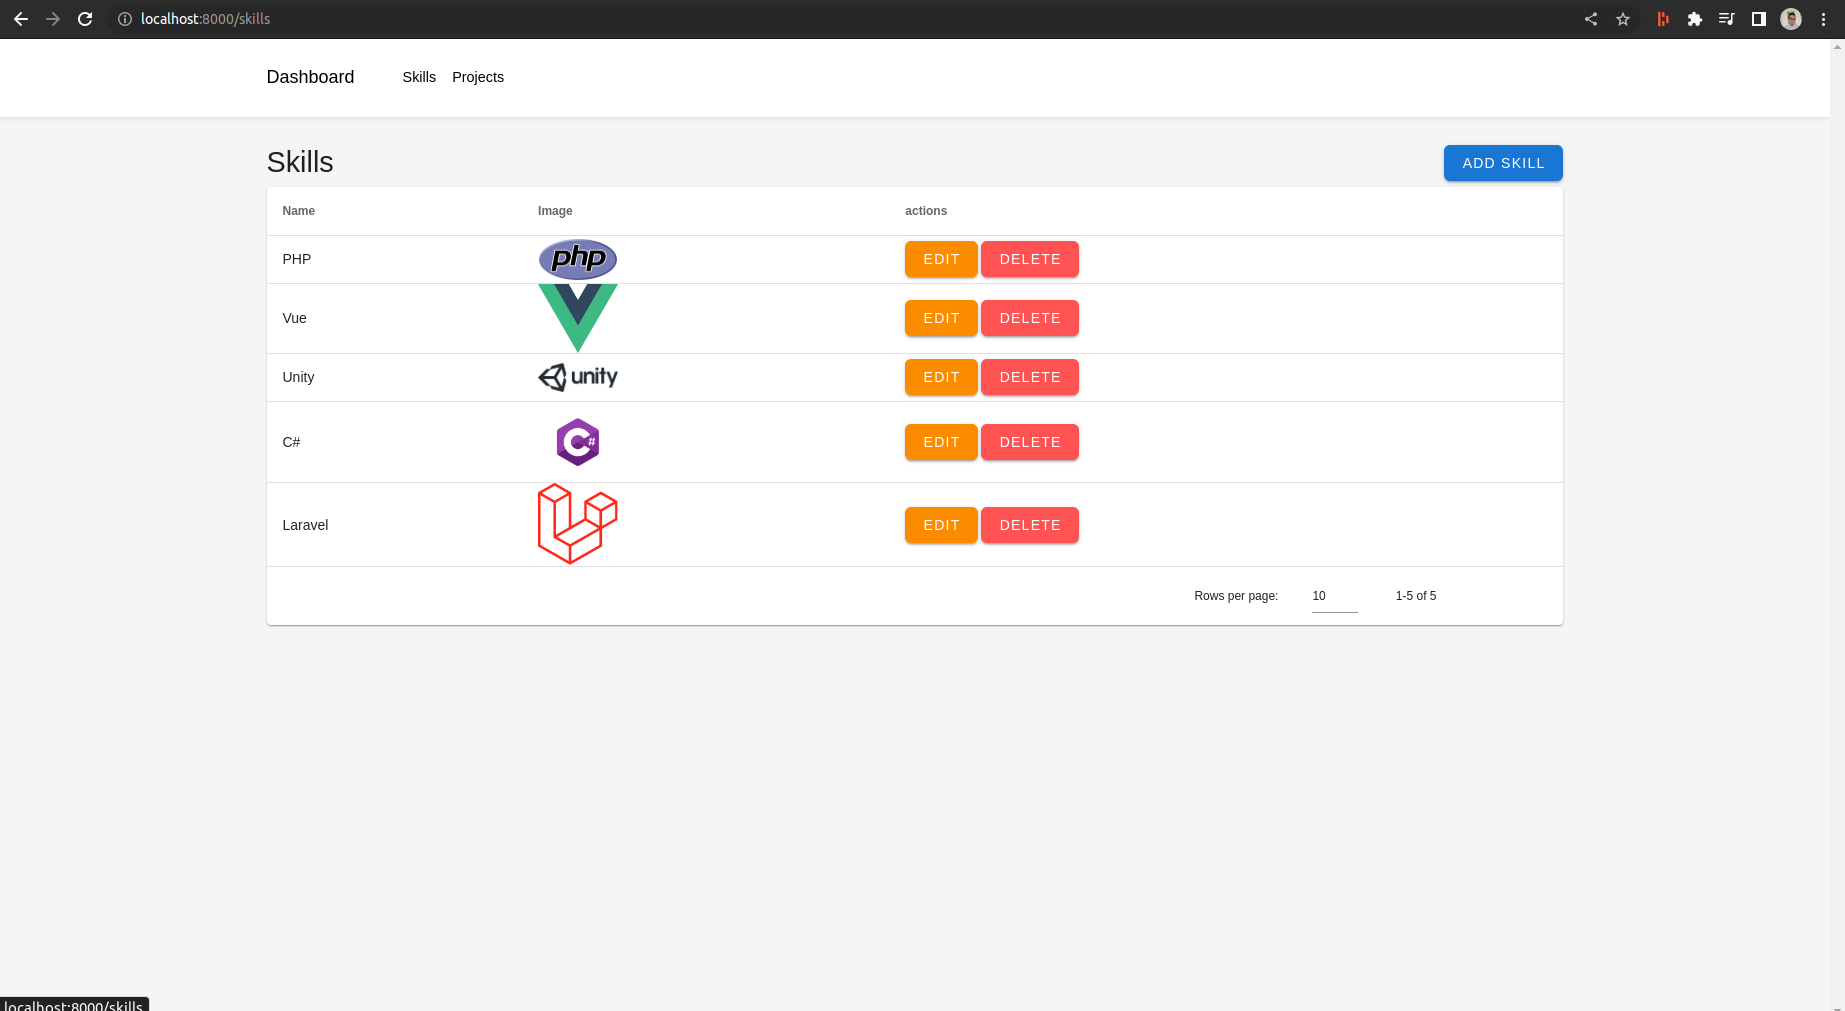 localhost:8000/skills
Dashboard Skills Projects
Skills ADD SKILL
Name Image actions
PHP php EDIT DELETE
Vue EDIT DELETE
Unity unity EDIT DELETE
C# C# EDIT DELETE
Laravel EDIT DELETE
Rows per page: 10 1-5 of 5
localhost:8000/skills